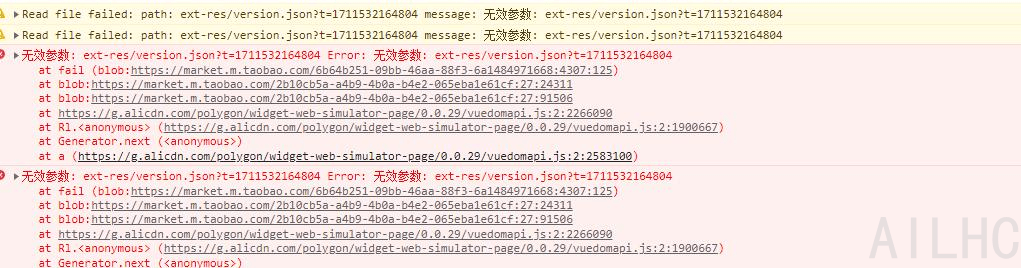 Read file failed: path: ext-res/version.json?t=1711532164804 message: 无效参数: ext-res/version.json?t=1711532164804
Read file failed: path: ext-res/version.json?t=1711532164804 message: 无效参数: ext-res/version.json?t=1711532164804
无效参数: ext-res/version.json?t=1711532164804 Error: 无效参数: ext-res/version.json?t=1711532164804
at fail (blob:https://market.m.taobao.com/6b64b251-09bb-46aa-88f3-6a1484971668:4307:125)
at blob:https://market.m.taobao.com/2b10cb5a-a4b9-4b0a-b4e2-065eba1e61cf:27:24311
at blob:https://market.m.taobao.com/2b10cb5a-a4b9-4b0a-b4e2-065eba1e61cf:27:91506
at https://g.alicdn.com/polygon/widget-web-simulator-page/0.0.29/vuedomapi.js:2:2266090
at Rl.<anonymous> (https://g.alicdn.com/polygon/widget-web-simulator-page/0.0.29/vuedomapi.js:2:1900667)
at Generator.next (<anonymous>)
at a (https://g.alicdn.com/polygon/widget-web-simulator-page/0.0.29/vuedomapi.js:2:2583100)
无效参数: ext-res/version.json?t=1711532164804 Error: 无效参数: ext-res/version.json?t=1711532164804
at fail (blob:https://market.m.taobao.com/6b64b251-09bb-46aa-88f3-6a1484971668:4307:125)
at blob:https://market.m.taobao.com/2b10cb5a-a4b9-4b0a-b4e2-065eba1e61cf:27:24311
at blob:https://market.m.taobao.com/2b10cb5a-a4b9-4b0a-b4e2-065eba1e61cf:27:91506
at https://g.alicdn.com/polygon/widget-web-simulator-page/0.0.29/vuedomapi.js:2:2266090
at Rl.<anonymous> (https://g.alicdn.com/polygon/widget-web-simulator-page/0.0.29/vuedomapi.js:2:1900667)
at Generator.next (<anonymous>)
AILHC